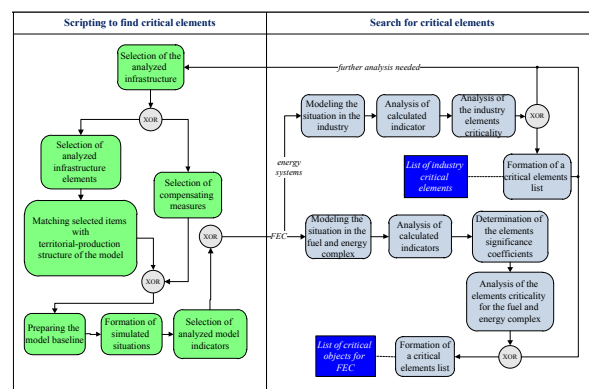 Scripting to find critical elements
Search for critical elements
Selection of the
analyzed
infrastructure
further analysis needed
XOR
Selection of
analyzed
infrastructure
elements
Selection of
compensating
measures
Matching selected items
with
territorial-production
structure of the model
XOR
XOR
Preparing the
model baseline
Formation of
simulated
situations
Selection of
analyzed model
indicators
energy
systems
FEC
Modeling the
situation in the
industry
Analysis of
calculated
indicator
Analysis of
the industry
elements
criticality
XOR
List of industry
critical
elements
Formation of a
critical
elements
list
Modeling the
situation in the
fuel and energy
complex
Analysis of
calculated
indicators
Determination of
the elements
significance
coefficients
Analysis of the
elements criticality
for the fuel and
energy complex
List of critical
objects for
FEC
Formation of
a critical
elements list
XOR